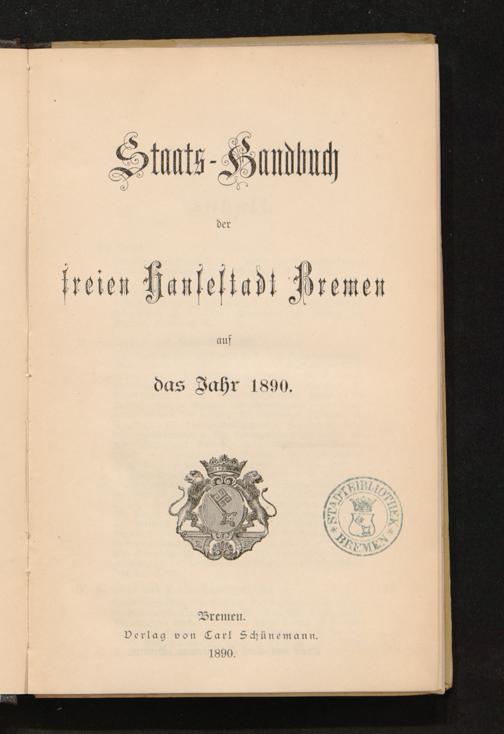 Staats-Handbuch
der
freien Hansestadt Bremen
auf
das Jahr 1890.
STADTBIBLIOTHEK
BREMEN
Bremen.
Verlag von Carl Schünemann.
1890.